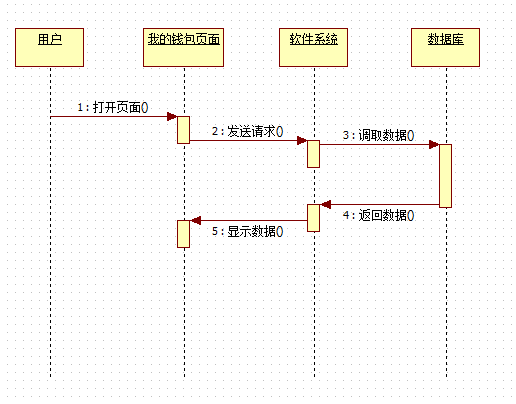 用户
我的钱包页面
软件系统
数据库
1 : 打开页面()
2 : 发送请求()
3 : 调取数据()
4 : 返回数据()
5 : 显示数据()